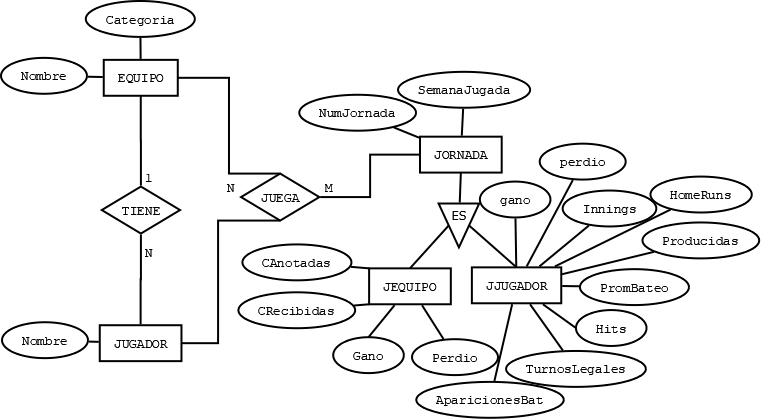 Categoria
Nombre
EQUIPO
SemanaJugada
NumJornada
JORNADA
perdio
1
N
M
JUEGA
gano
HomeRuns
TIENE
ES
Innings
Producidas
N
CAnotadas
JEQUIPO
JJUGADOR
PromBateo
CRecibidas
Hits
Nombre
JUGADOR
Gano
Perdio
TurnosLegales
AparicionesBat